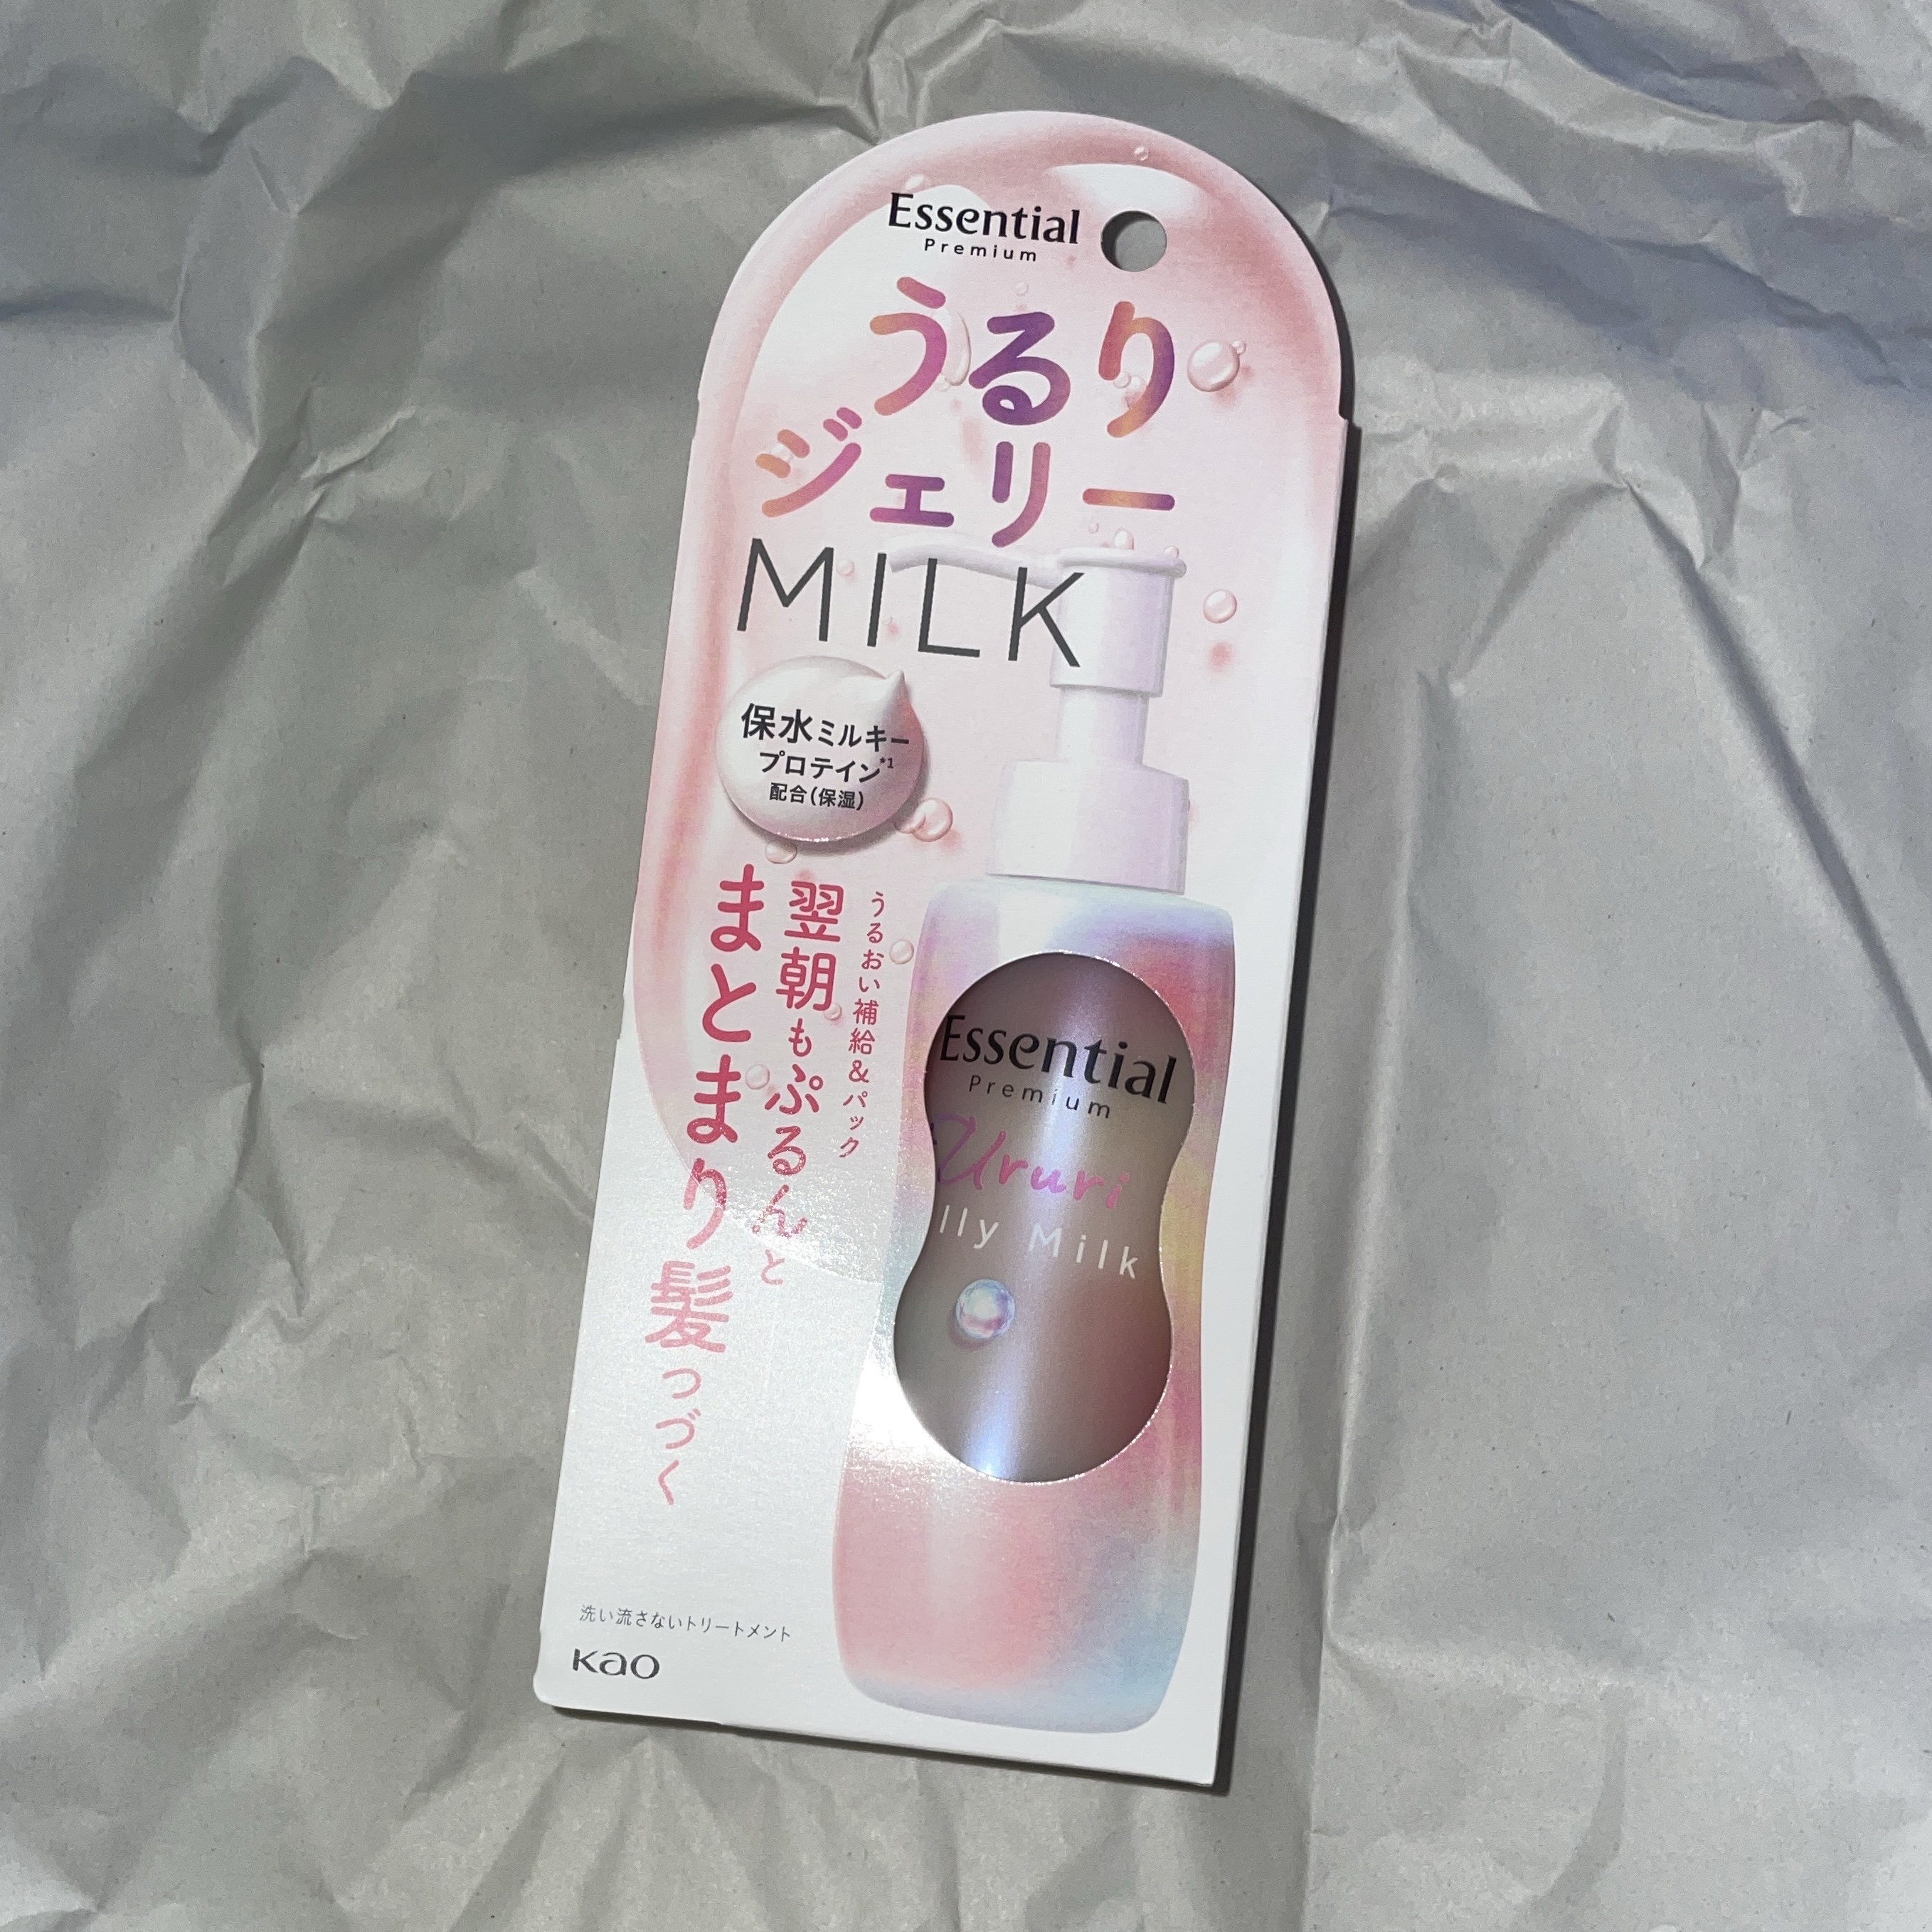 Essential
Premium
うるり
ジェリー
MILK
保水ミルキー
プロテイン*1
配合(保湿)
うるおい補給&パック
翌朝もぷるんと
まとまり髪つづく
Essential
Premium
Ururi
lly Milk
洗い流さないトリートメント
Kao